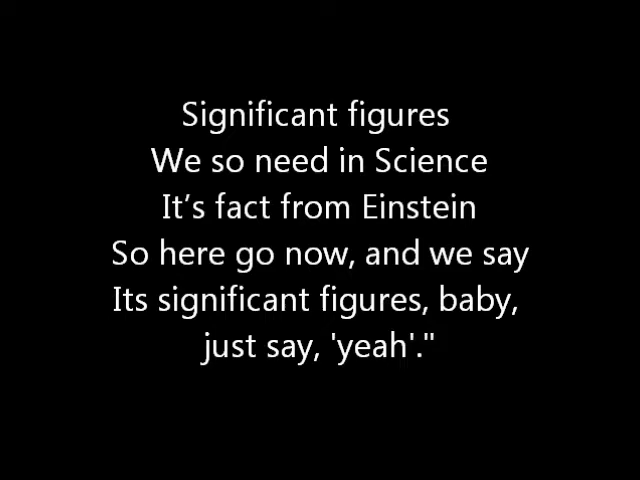 Significant figures
We so need in Science
It’s fact from Einstein
So here go now, and we say
Its significant figures, baby,
just say, 'yeah'."